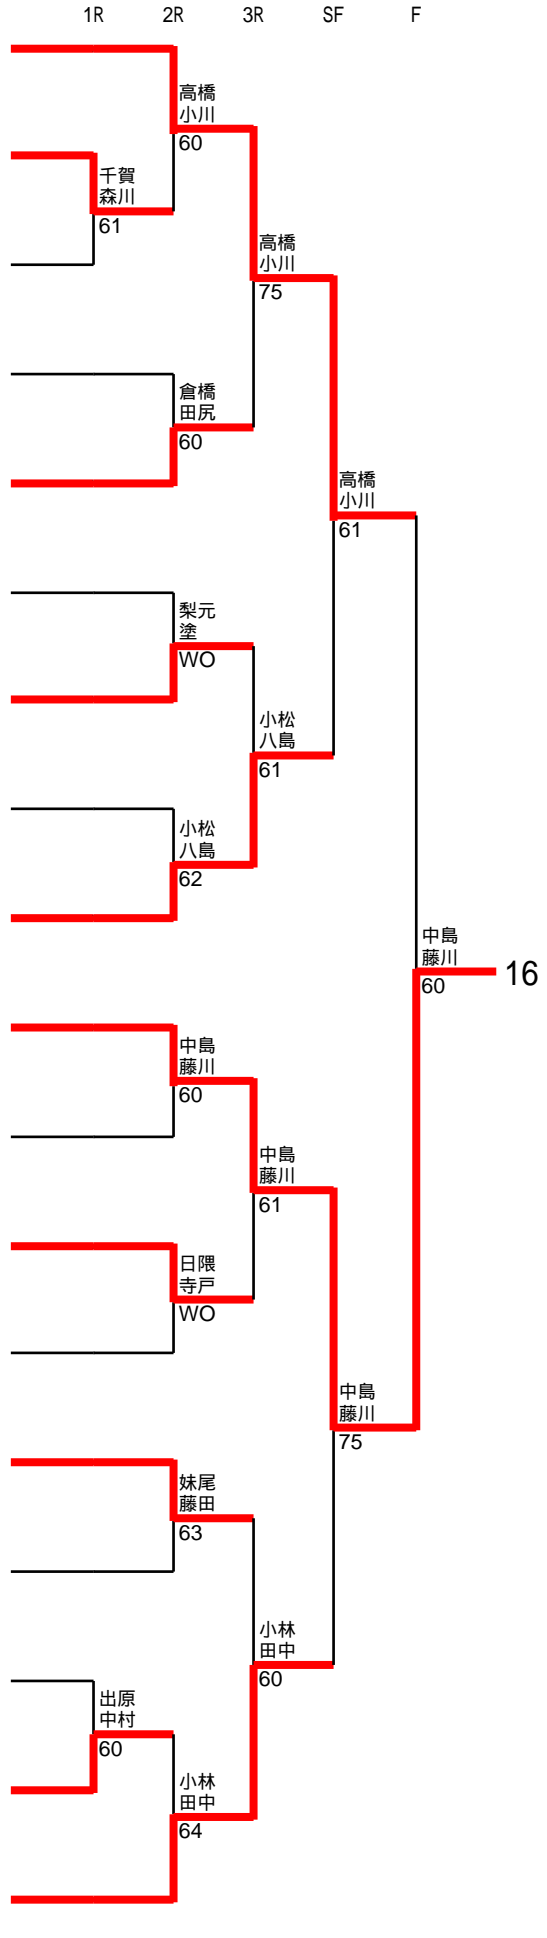 1R 2R 3R SF F
高橋
小川
60
千賀
森川
61
高橋
小川
75
倉橋
田尻
60
高橋
小川
61
梨元
塗
WO
小松
八島
61
小松
八島
62
中島
藤川
60
16
中島
藤川
60
中島
藤川
61
日隈
寺戸
WO
中島
藤川
75
妹尾
藤田
63
小林
田中
60
出原
中村
60
小林
田中
64